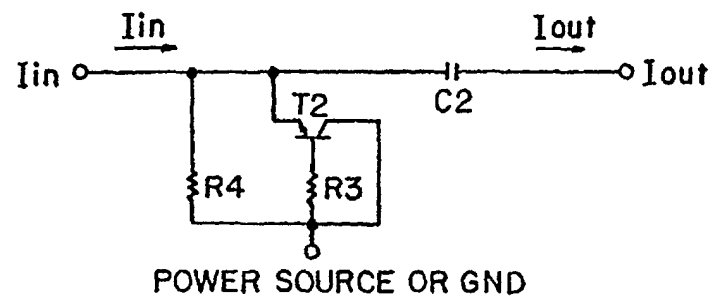 Iin Iout
Iin Iout
C2
T2
R4 R3
POWER SOURCE OR GND